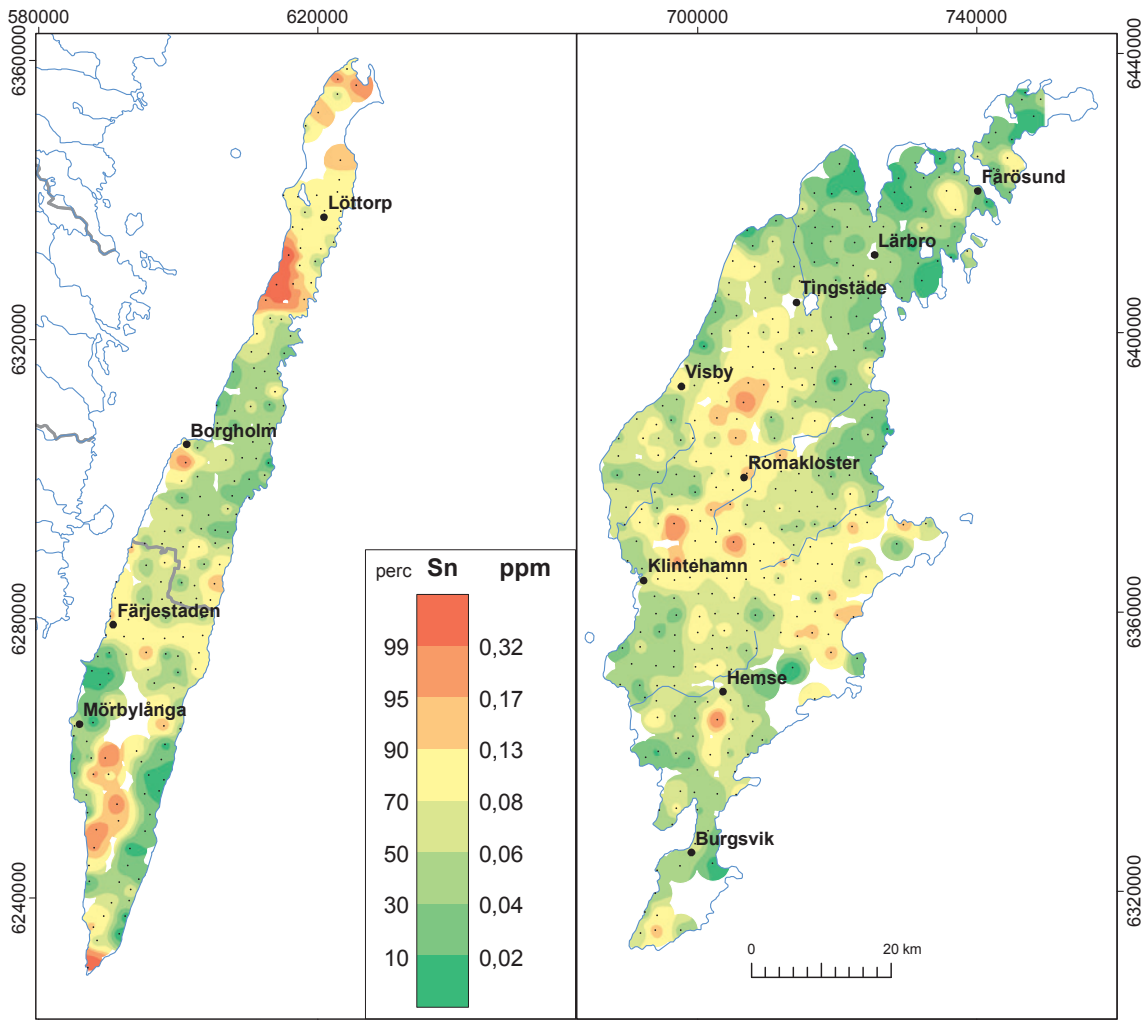 580000 620000 700000 740000
6360000
6320000
6280000
6240000
6440000
6400000
6360000
6320000
Löttorp
Borgholm
Färjestaden
Mörbylånga
Fårösund
Lärbro
Tingstäde
Visby
Romakloster
Klintehamn
Hemse
Burgsvik
perc Sn ppm
99 0,32
95 0,17
90 0,13
70 0,08
50 0,06
30 0,04
10 0,02
0 20 km